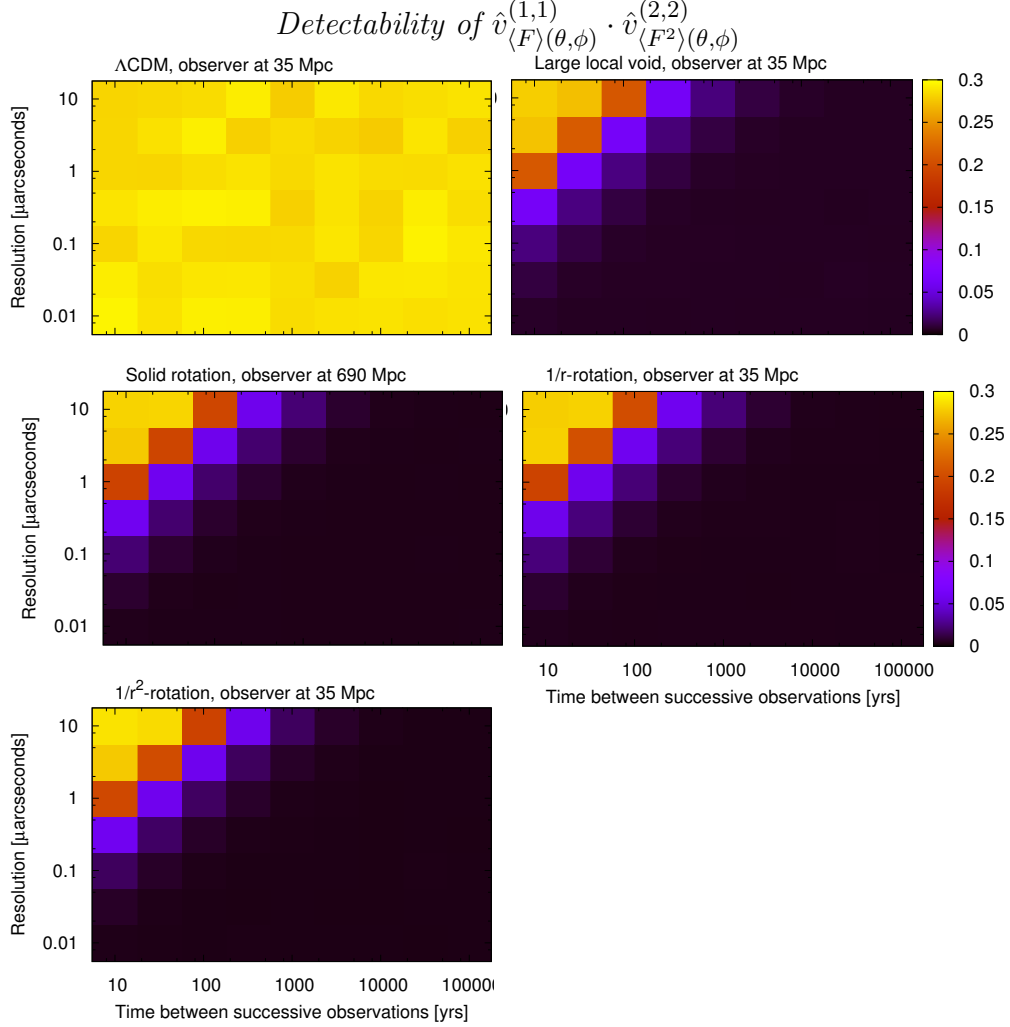 Detectability of v̂^{(1,1)}_{⟨F⟩(θ,ϕ)} · v̂^{(2,2)}_{⟨F²⟩(θ,ϕ)}
ΛCDM, observer at 35 Mpc
Large local void, observer at 35 Mpc
Resolution [μarcseconds]
10
1
0.1
0.01
)
0.3
0.25
0.2
0.15
0.1
0.05
0
Solid rotation, observer at 690 Mpc
1/r-rotation, observer at 35 Mpc
Resolution [μarcseconds]
10
1
0.1
0.01
)
0.3
0.25
0.2
0.15
0.1
0.05
0
10 100 1000 10000 100000
Time between successive observations [yrs]
1/r²-rotation, observer at 35 Mpc
Resolution [μarcseconds]
10
1
0.1
0.01
10 100 1000 10000 100000
Time between successive observations [yrs]